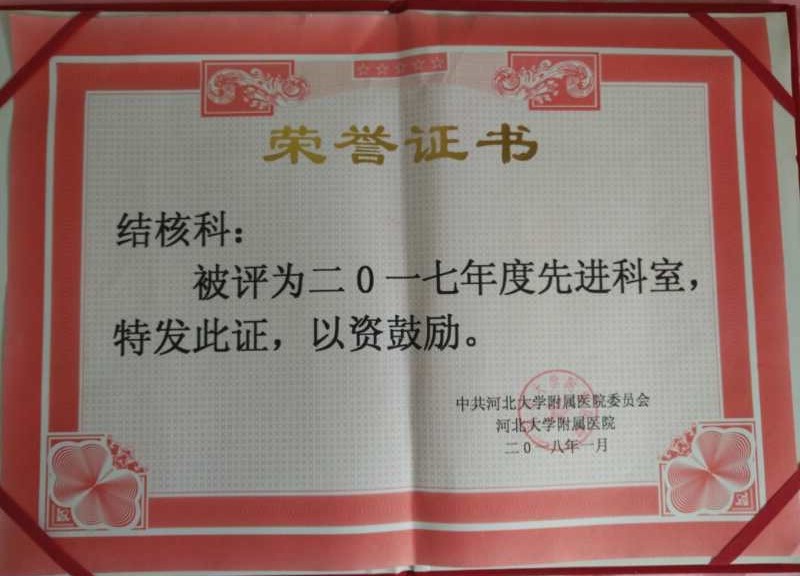 荣誉证书
结核科：
被评为二0一七年度先进科室，
特发此证，以资鼓励。
中共河北大学附属医院委员会
河北大学附属医院
二0一八年一月